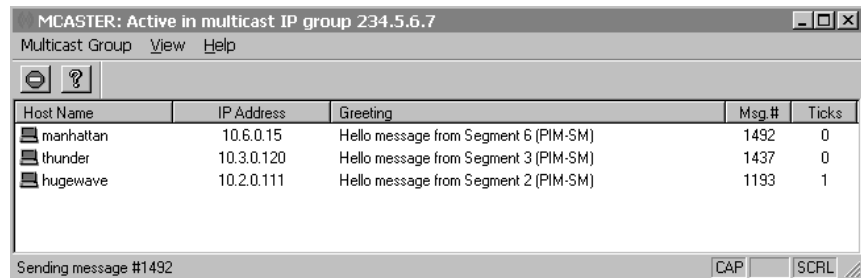 MCASTER: Active in multicast IP group 234.5.6.7
Multicast Group View Help
Host Name IP Address Greeting Msg.# Ticks
manhattan 10.6.0.15 Hello message from Segment 6 (PIM-SM) 1492 0
thunder 10.3.0.120 Hello message from Segment 3 (PIM-SM) 1437 0
hugewave 10.2.0.111 Hello message from Segment 2 (PIM-SM) 1193 1
Sending message #1492 CAP SCRL